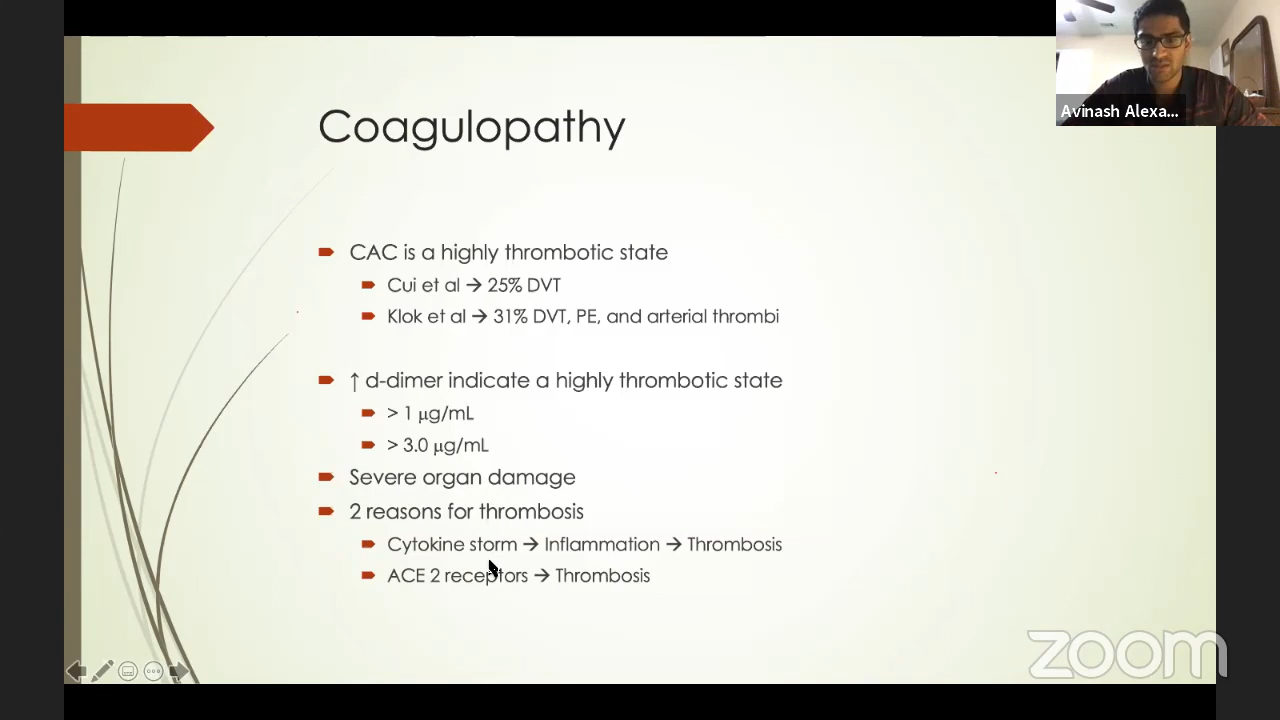 Avinash Alexa...
Coagulopathy
CAC is a highly thrombotic state
Cui et al → 25% DVT
Klok et al → 31% DVT, PE, and arterial thrombi
↑ d-dimer indicate a highly thrombotic state
> 1 μg/mL
> 3.0 μg/mL
Severe organ damage
2 reasons for thrombosis
Cytokine storm → Inflammation → Thrombosis
ACE 2 receptors → Thrombosis
zoom